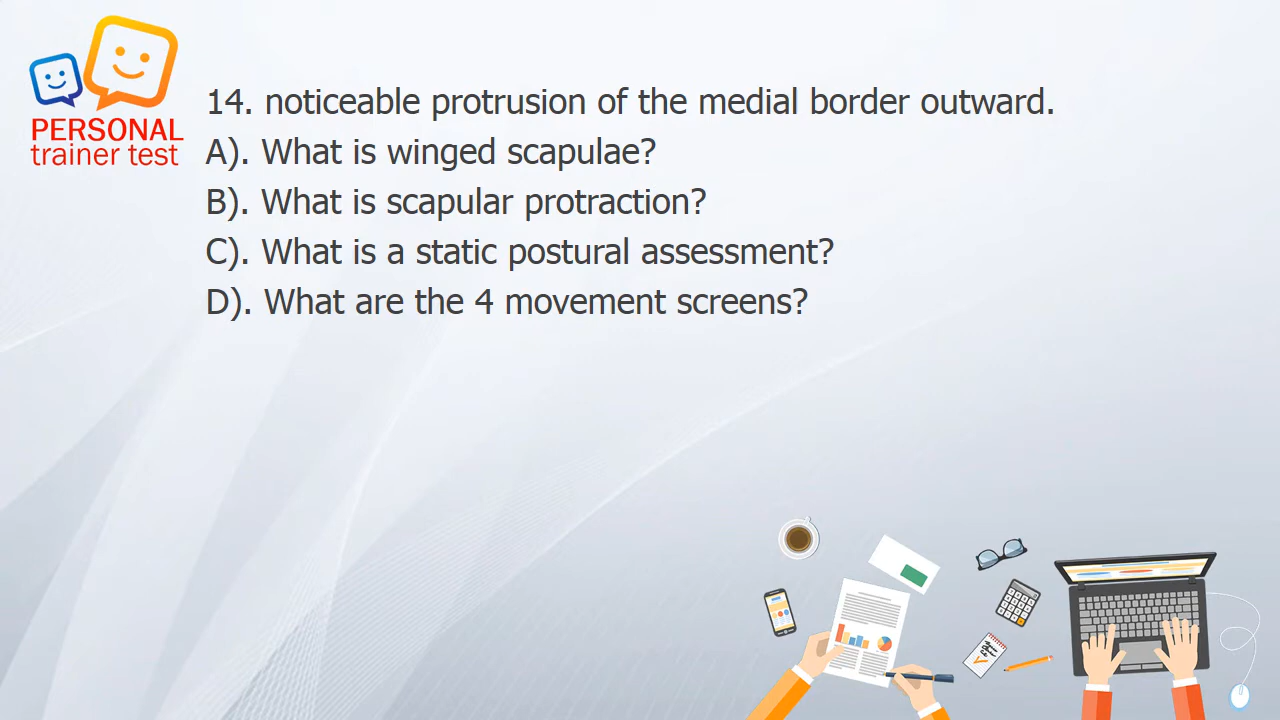 PERSONAL
trainer test
14. noticeable protrusion of the medial border outward.
A). What is winged scapulae?
B). What is scapular protraction?
C). What is a static postural assessment?
D). What are the 4 movement screens?